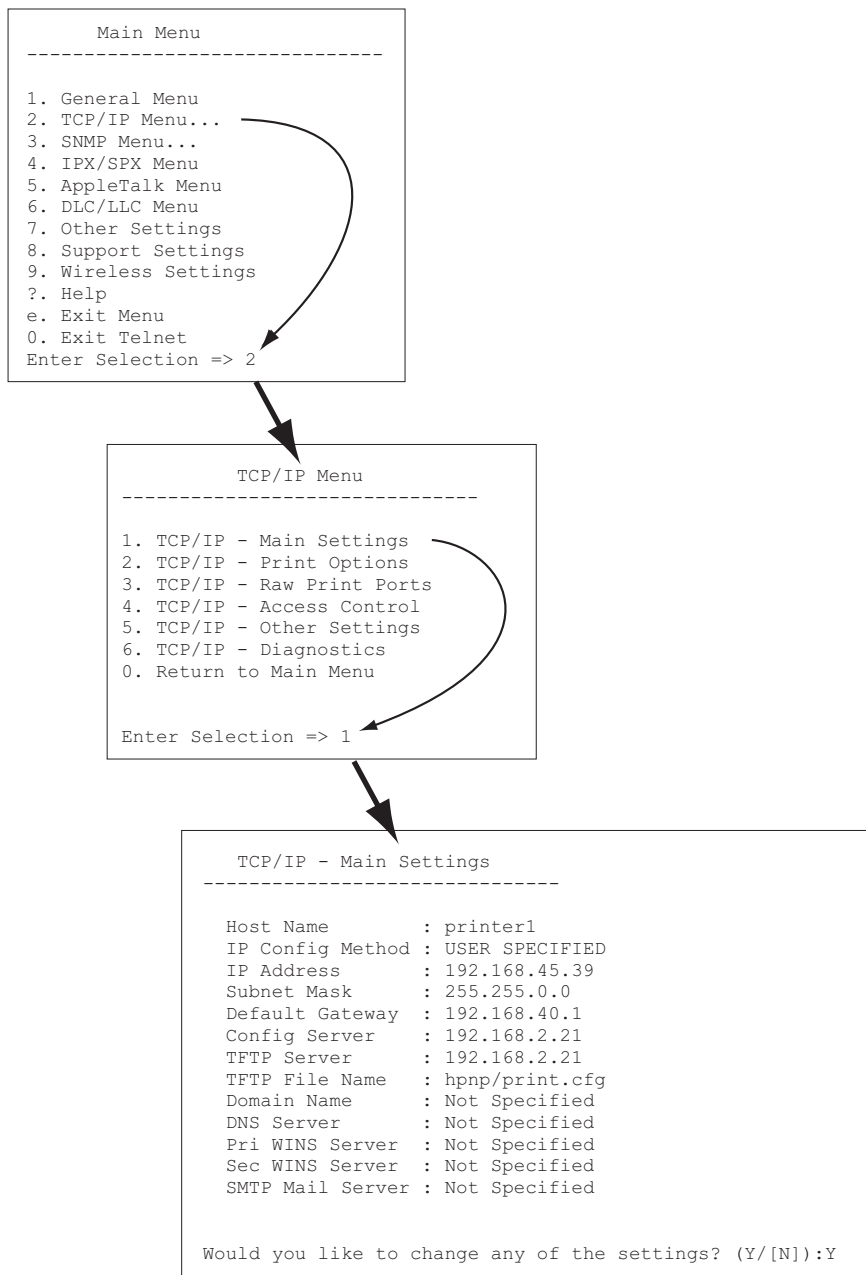 Main Menu
-------------------------------
1. General Menu
2. TCP/IP Menu...
3. SNMP Menu...
4. IPX/SPX Menu
5. AppleTalk Menu
6. DLC/LLC Menu
7. Other Settings
8. Support Settings
9. Wireless Settings
?. Help
e. Exit Menu
0. Exit Telnet
Enter Selection => 2
TCP/IP Menu
-------------------------------
1. TCP/IP - Main Settings
2. TCP/IP - Print Options
3. TCP/IP - Raw Print Ports
4. TCP/IP - Access Control
5. TCP/IP - Other Settings
6. TCP/IP - Diagnostics
0. Return to Main Menu
Enter Selection => 1
TCP/IP - Main Settings
-------------------------------
Host Name        : printer1
IP Config Method : USER SPECIFIED
IP Address       : 192.168.45.39
Subnet Mask      : 255.255.0.0
Default Gateway  : 192.168.40.1
Config Server    : 192.168.2.21
TFTP Server      : 192.168.2.21
TFTP File Name   : hpnp/print.cfg
Domain Name      : Not Specified
DNS Server       : Not Specified
Pri WINS Server  : Not Specified
Sec WINS Server  : Not Specified
SMTP Mail Server : Not Specified
Would you like to change any of the settings? (Y/[N]):Y